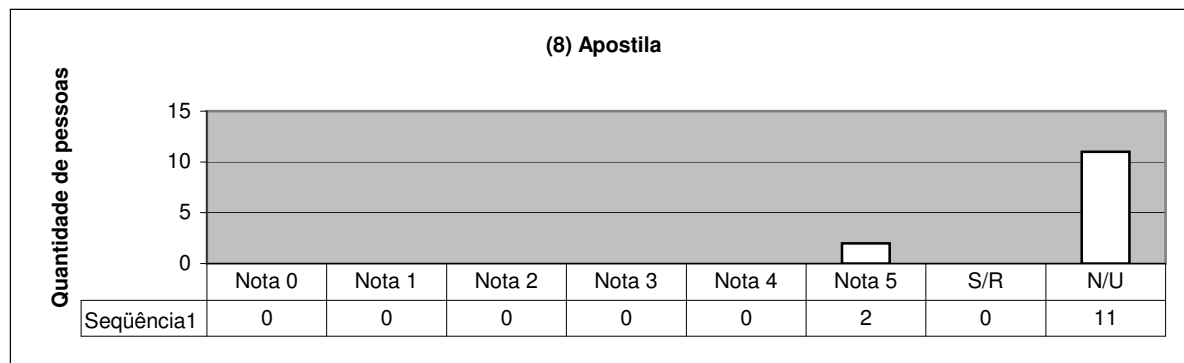 (8) Apostila
Quantidade de pessoas
15
10
5
0
Nota 0 Nota 1 Nota 2 Nota 3 Nota 4 Nota 5 S/R N/U
Seqüência1 0 0 0 0 0 2 0 11